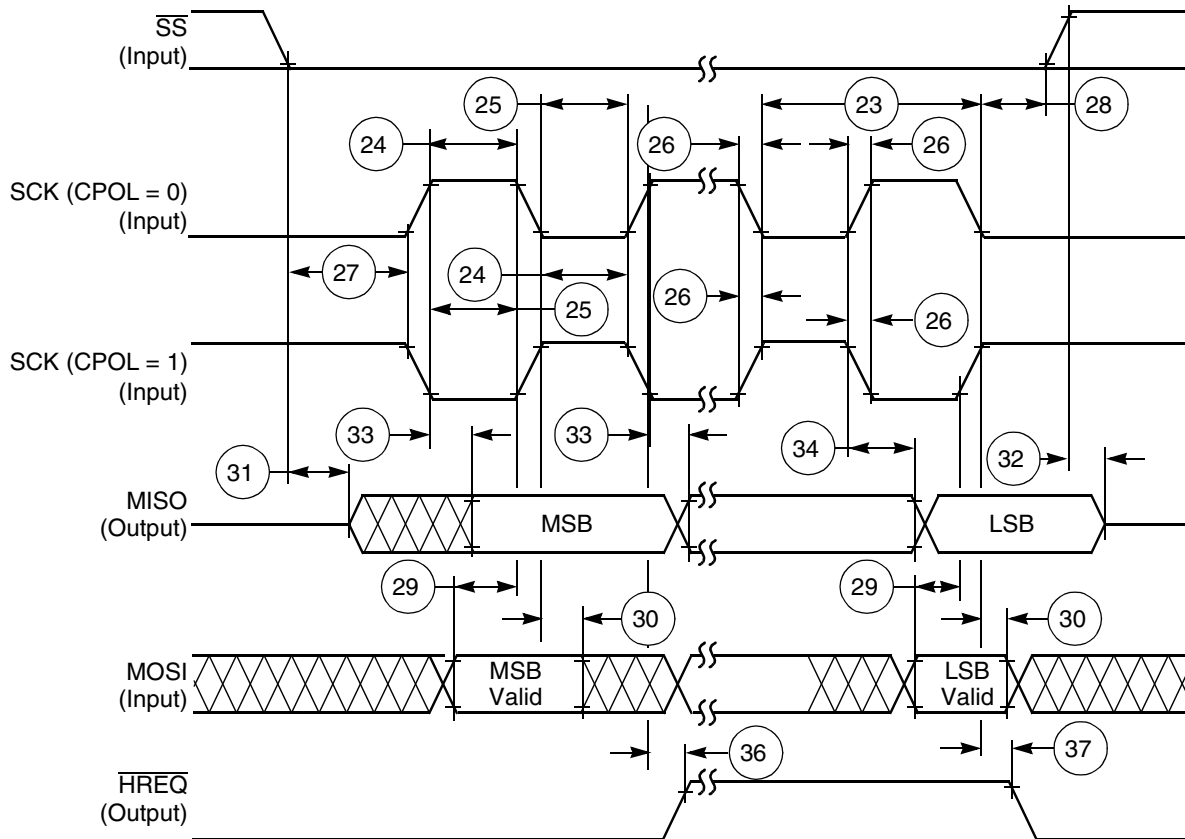 SS
(Input)
25
23
28
24
26
26
SCK (CPOL = 0)
(Input)
27
24
26
25
26
SCK (CPOL = 1)
(Input)
33
33
34
31
32
MISO
(Output)
MSB
LSB
29
29
30
30
MOSI
(Input)
MSB
Valid
LSB
Valid
36
37
HREQ
(Output)